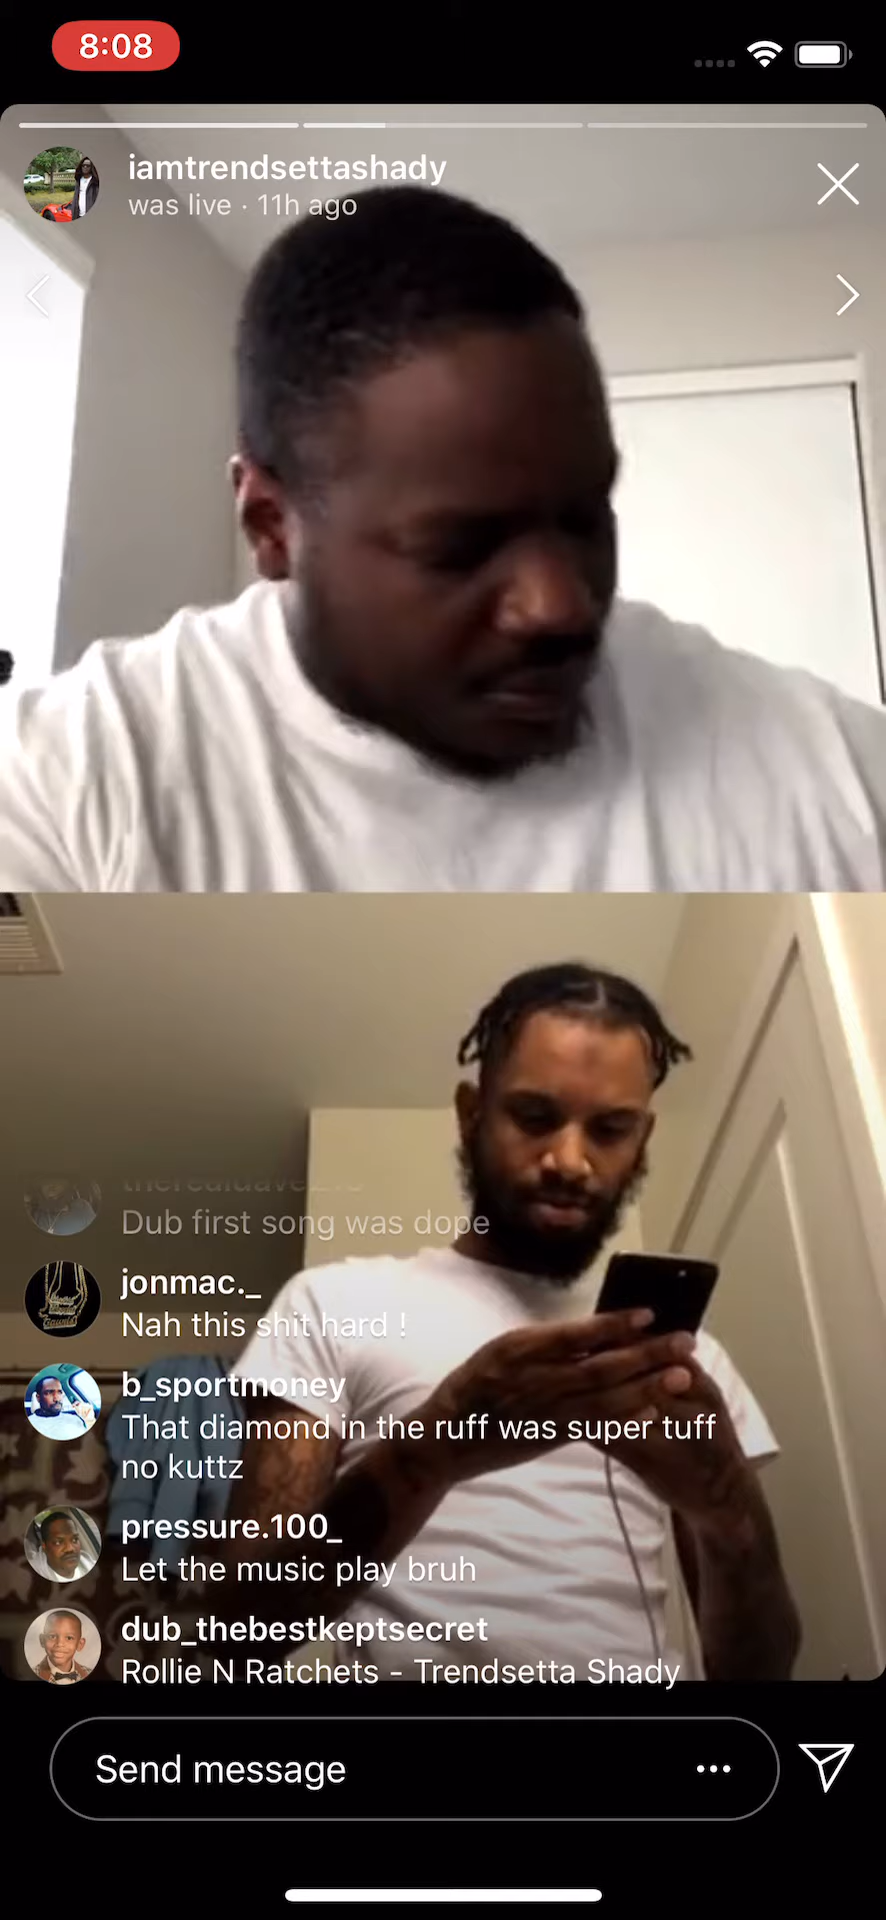 8:08
iamtrendsettashady
was live · 11h ago
Dub first song was dope
jonmac._
Nah this shit hard !
b_sportmoney
That diamond in the ruff was super tuff
no kuttz
pressure.100_
Let the music play bruh
dub_thebestkeptsecret
Rollie N Ratchets - Trendsetta Shady
Send message